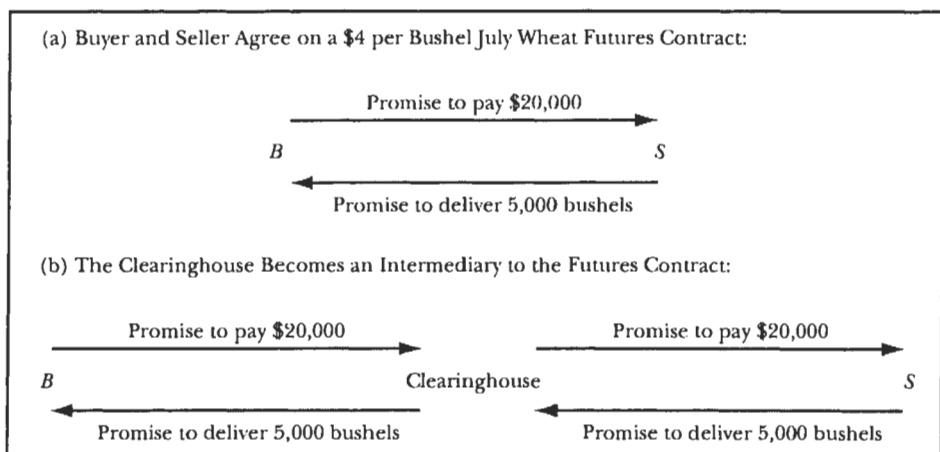 (a) Buyer and Seller Agree on a $4 per Bushel July Wheat Futures Contract:
Promise to pay $20,000
B S
Promise to deliver 5,000 bushels
(b) The Clearinghouse Becomes an Intermediary to the Futures Contract:
Promise to pay $20,000 Promise to pay $20,000
B Clearinghouse S
Promise to deliver 5,000 bushels Promise to deliver 5,000 bushels